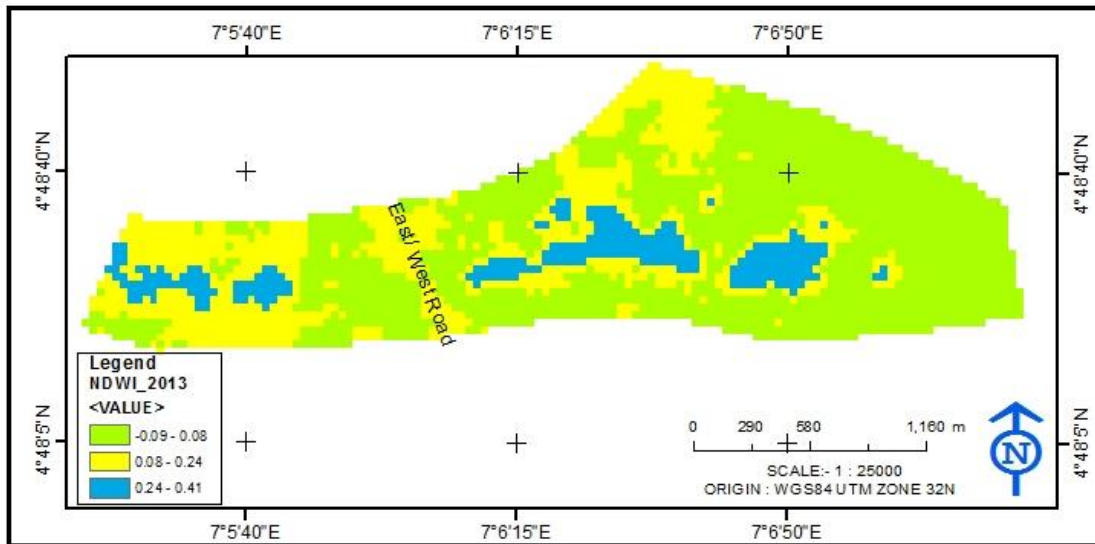 7°5'40"E 7°6'15"E 7°6'50"E
4°48'40"N 4°48'40"N
East/ West Road
Legend
NDWI_2013
<VALUE>
-0.09 - 0.08
0.08 - 0.24
0.24 - 0.41
4°48'5"N 4°48'5"N
0 290 580 1,160 m
SCALE:- 1 : 25000
ORIGIN : WGS84 UTM ZONE 32N
N
7°5'40"E 7°6'15"E 7°6'50"E